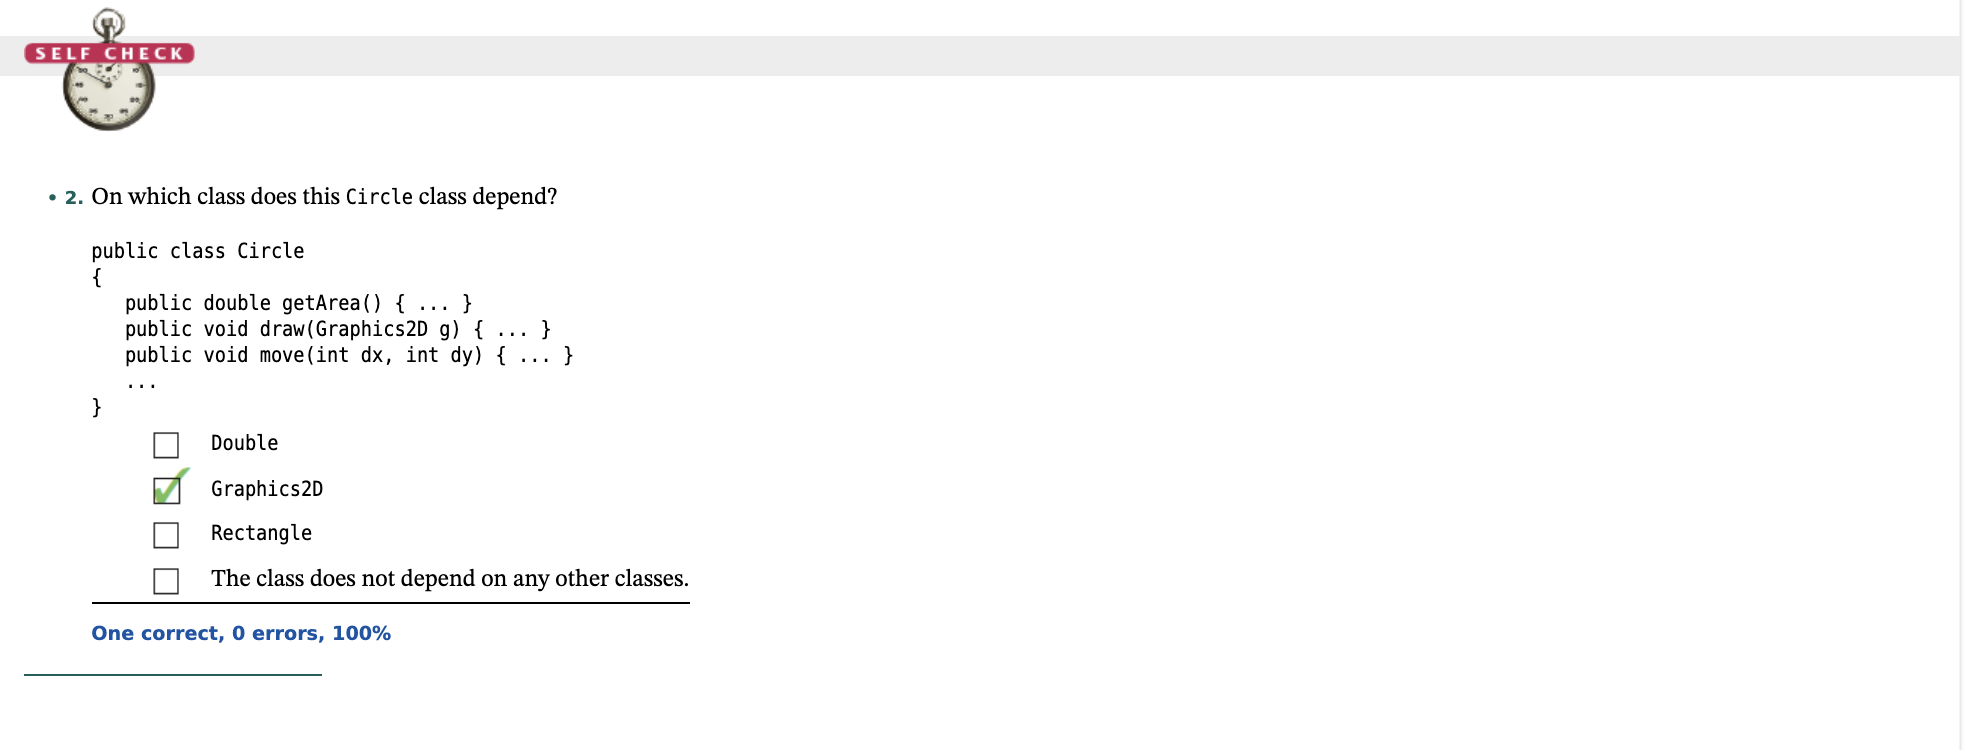 SELF CHECK
• 2. On which class does this Circle class depend?
public class Circle
{
   public double getArea() { ... }
   public void draw(Graphics2D g) { ... }
   public void move(int dx, int dy) { ... }
   ...
}
Double
Graphics2D
Rectangle
The class does not depend on any other classes.
One correct, 0 errors, 100%